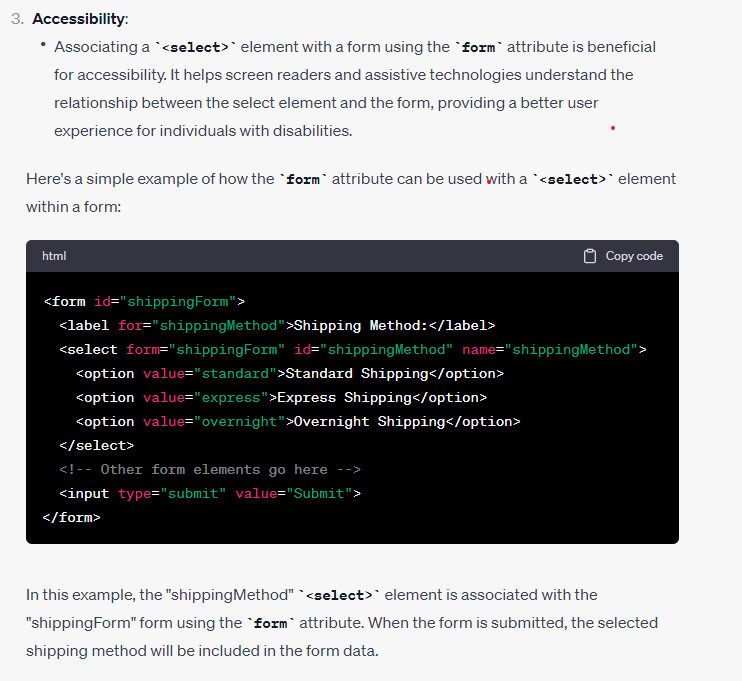 3. Accessibility:
• Associating a `<select>` element with a form using the `form` attribute is beneficial
for accessibility. It helps screen readers and assistive technologies understand the
relationship between the select element and the form, providing a better user
experience for individuals with disabilities.
Here's a simple example of how the `form` attribute can be used with a `<select>` element
within a form:
html Copy code
<form id="shippingForm">
  <label for="shippingMethod">Shipping Method:</label>
  <select form="shippingForm" id="shippingMethod" name="shippingMethod">
    <option value="standard">Standard Shipping</option>
    <option value="express">Express Shipping</option>
    <option value="overnight">Overnight Shipping</option>
  </select>
  <!-- Other form elements go here -->
  <input type="submit" value="Submit">
</form>
In this example, the "shippingMethod" `<select>` element is associated with the
"shippingForm" form using the `form` attribute. When the form is submitted, the selected
shipping method will be included in the form data.